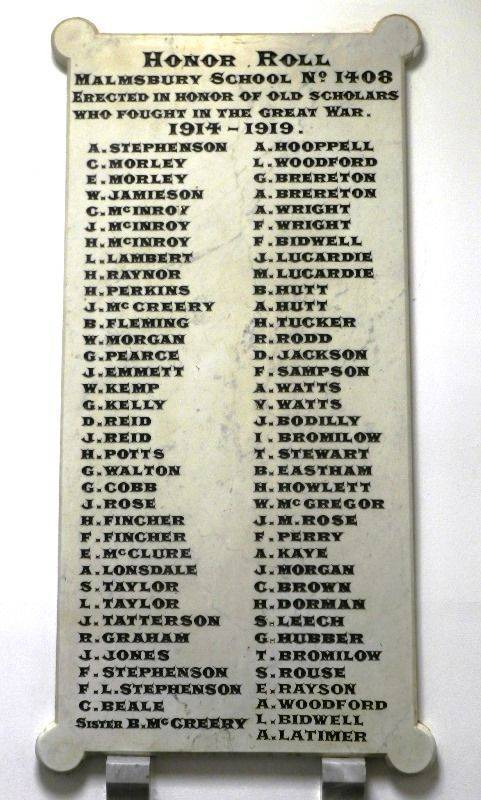 HONOR ROLL
MALMSBURY SCHOOL Nº 1408
ERECTED IN HONOR OF OLD SCHOLARS
WHO FOUGHT IN THE GREAT WAR.
1914-1919.
A. STEPHENSON
C. MORLEY
E. MORLEY
W. JAMIESON
C. McINROY
J. McINROY
H. McINROY
L. LAMBERT
H. RAYNOR
H. PERKINS
J. McCREERY
B. FLEMING
W. MORGAN
G. PEARCE
J. EMMETT
W. KEMP
G. KELLY
D. REID
J. REID
H. POTTS
G. WALTON
G. COBB
J. ROSE
H. FINCHER
F. FINCHER
E. McCLURE
A. LONSDALE
S. TAYLOR
L. TAYLOR
J. TATTERSON
R. GRAHAM
J. JONES
F. STEPHENSON
F. L. STEPHENSON
C. BEALE
SISTER B. McCREERY
A. HOOPPELL
L. WOODFORD
G. BRERETON
A. BRERETON
A. WRIGHT
F. WRIGHT
F. BIDWELL
J. LUCARDIE
M. LUCARDIE
B. HUTT
A. HUTT
H. TUCKER
R. RODD
D. JACKSON
F. SAMPSON
A. WATTS
V. WATTS
J. BODILLY
I. BROMILOW
T. STEWART
B. EASTHAM
H. HOWLETT
W. McGREGOR
J. M. ROSE
F. PERRY
A. KAYE
J. MORGAN
C. BROWN
H. DORMAN
S. LEECH
G. HUBBER
T. BROMILOW
S. ROUSE
E. RAYSON
A. WOODFORD
L. BIDWELL
A. LATIMER